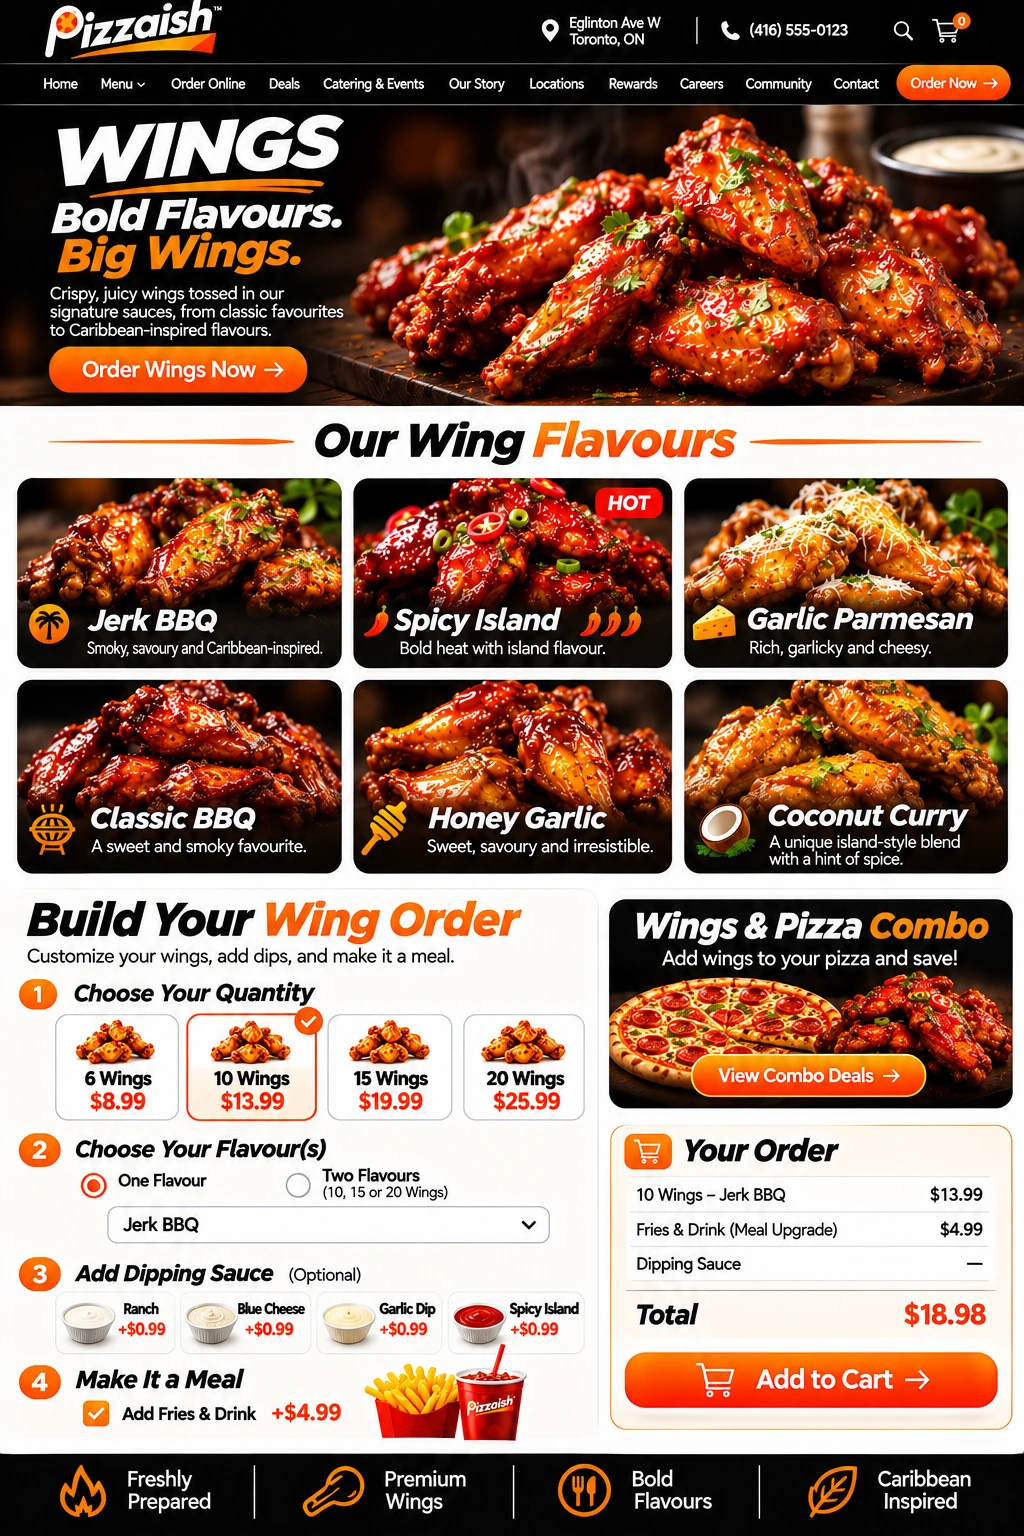 Pizzaish™
Eglinton Ave W
Toronto, ON
(416) 555-0123
0
Home
Menu
Order Online
Deals
Catering & Events
Our Story
Locations
Rewards
Careers
Community
Contact
Order Now →
WINGS
Bold Flavours.
Big Wings.
Crispy, juicy wings tossed in our
signature sauces, from classic favourites
to Caribbean-inspired flavours.
Order Wings Now →
Our Wing Flavours
Jerk BBQ
Smoky, savoury and Caribbean-inspired.
HOT
Spicy Island
Bold heat with island flavour.
Garlic Parmesan
Rich, garlicky and cheesy.
Classic BBQ
A sweet and smoky favourite.
Honey Garlic
Sweet, savoury and irresistible.
Coconut Curry
A unique island-style blend
with a hint of spice.
Build Your Wing Order
Customize your wings, add dips, and make it a meal.
1 Choose Your Quantity
6 Wings
$8.99
10 Wings
$13.99
15 Wings
$19.99
20 Wings
$25.99
2 Choose Your Flavour(s)
One Flavour
Two Flavours
(10, 15 or 20 Wings)
Jerk BBQ
3 Add Dipping Sauce (Optional)
Ranch
+$0.99
Blue Cheese
+$0.99
Garlic Dip
+$0.99
Spicy Island
+$0.99
4 Make It a Meal
Add Fries & Drink +$4.99
Pizzaish
Wings & Pizza Combo
Add wings to your pizza and save!
View Combo Deals →
Your Order
10 Wings – Jerk BBQ $13.99
Fries & Drink (Meal Upgrade) $4.99
Dipping Sauce —
Total $18.98
Add to Cart →
Freshly
Prepared
Premium
Wings
Bold
Flavours
Caribbean
Inspired